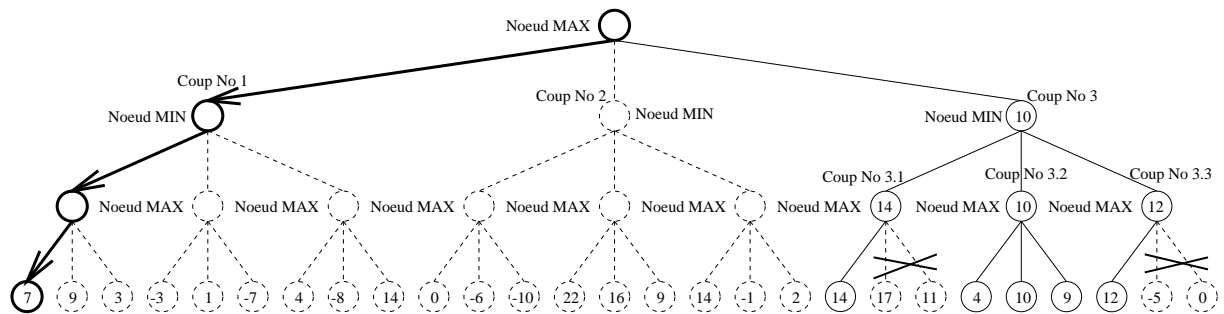 Noeud MAX
Coup No 1
Coup No 2
Coup No 3
Noeud MIN
Noeud MIN
Noeud MIN
10
Coup No 3.1
Coup No 3.2
Coup No 3.3
Noeud MAX
Noeud MAX
Noeud MAX
Noeud MAX
Noeud MAX
Noeud MAX
14
Noeud MAX
10
Noeud MAX
12
7 9 3 -3 1 -7 4 -8 14 0 -6 -10 22 16 9 14 -1 2 14 17 11 4 10 9 12 -5 0